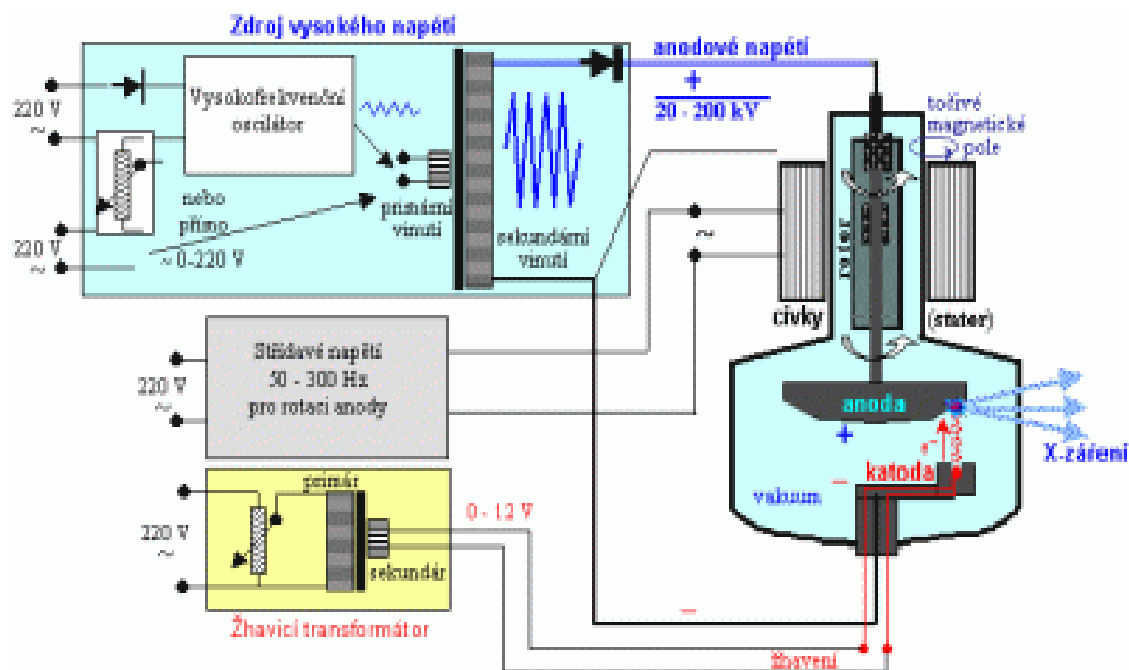 Zdroj vysokého napětí
220 V
~
Vysokofrekvenční
oscilátor
nebo
přímo
~ 0-220 V
220 V
~
primární
vinutí
sekundární
vinutí
anodové napětí
+
20 - 200 kV
točivé
magnetické
pole
rotor
~
cívky
(stator)
Střídavé napětí
50 - 300 Hz
pro rotaci anody
220 V
~
anoda
+
X-záření
e-
katoda
-
vakuum
primár
220 V
~
0 - 12 V
sekundár
Žhavicí transformátor
-
žhavení